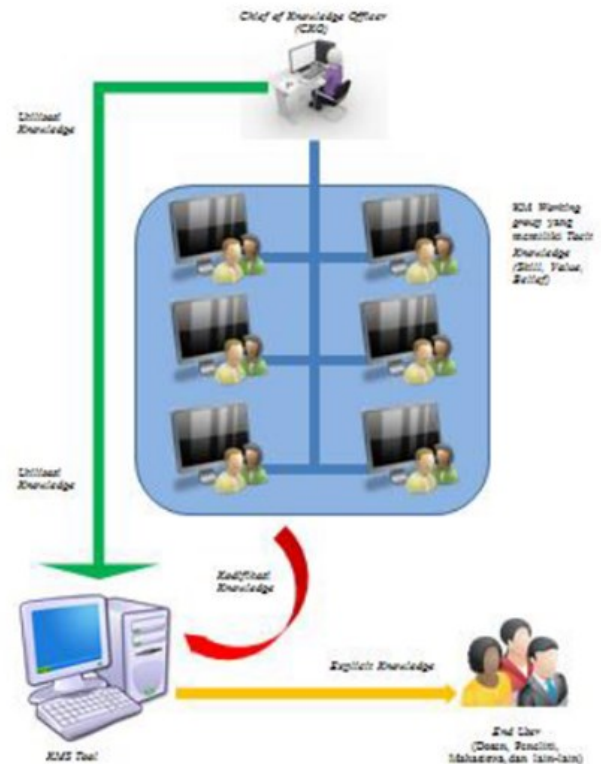 Chief of Knowledge Officer
(CKO)
Utilisasi
Knowledge
KM Working
group yang
memiliki Tacit
Knowledge
(Skill, Value,
Belief)
Utilisasi
Knowledge
Kodifikasi
Knowledge
Explicit Knowledge
KMS Tool
End User
(Dosen, Peneliti,
Mahasiswa, dan lain-lain)